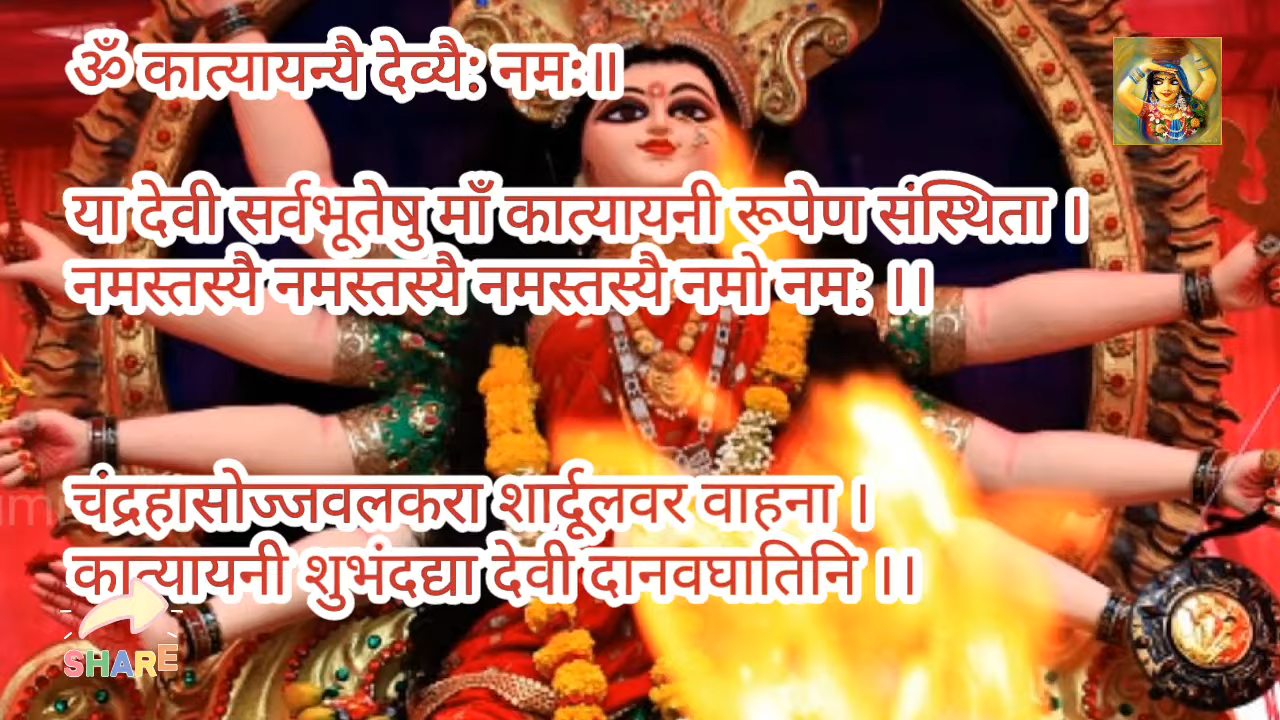 ॐ कात्यायन्यै देव्यै: नमः॥
या देवी सर्वभूतेषु माँ कात्यायनी रूपेण संस्थिता ।
नमस्तस्यै नमस्तस्यै नमस्तस्यै नमो नमः ।।
चंद्रहासोज्जवलकरा शार्दूलवर वाहना ।
कात्यायनी शुभंदद्या देवी दानवघातिनि ।।
SHARE